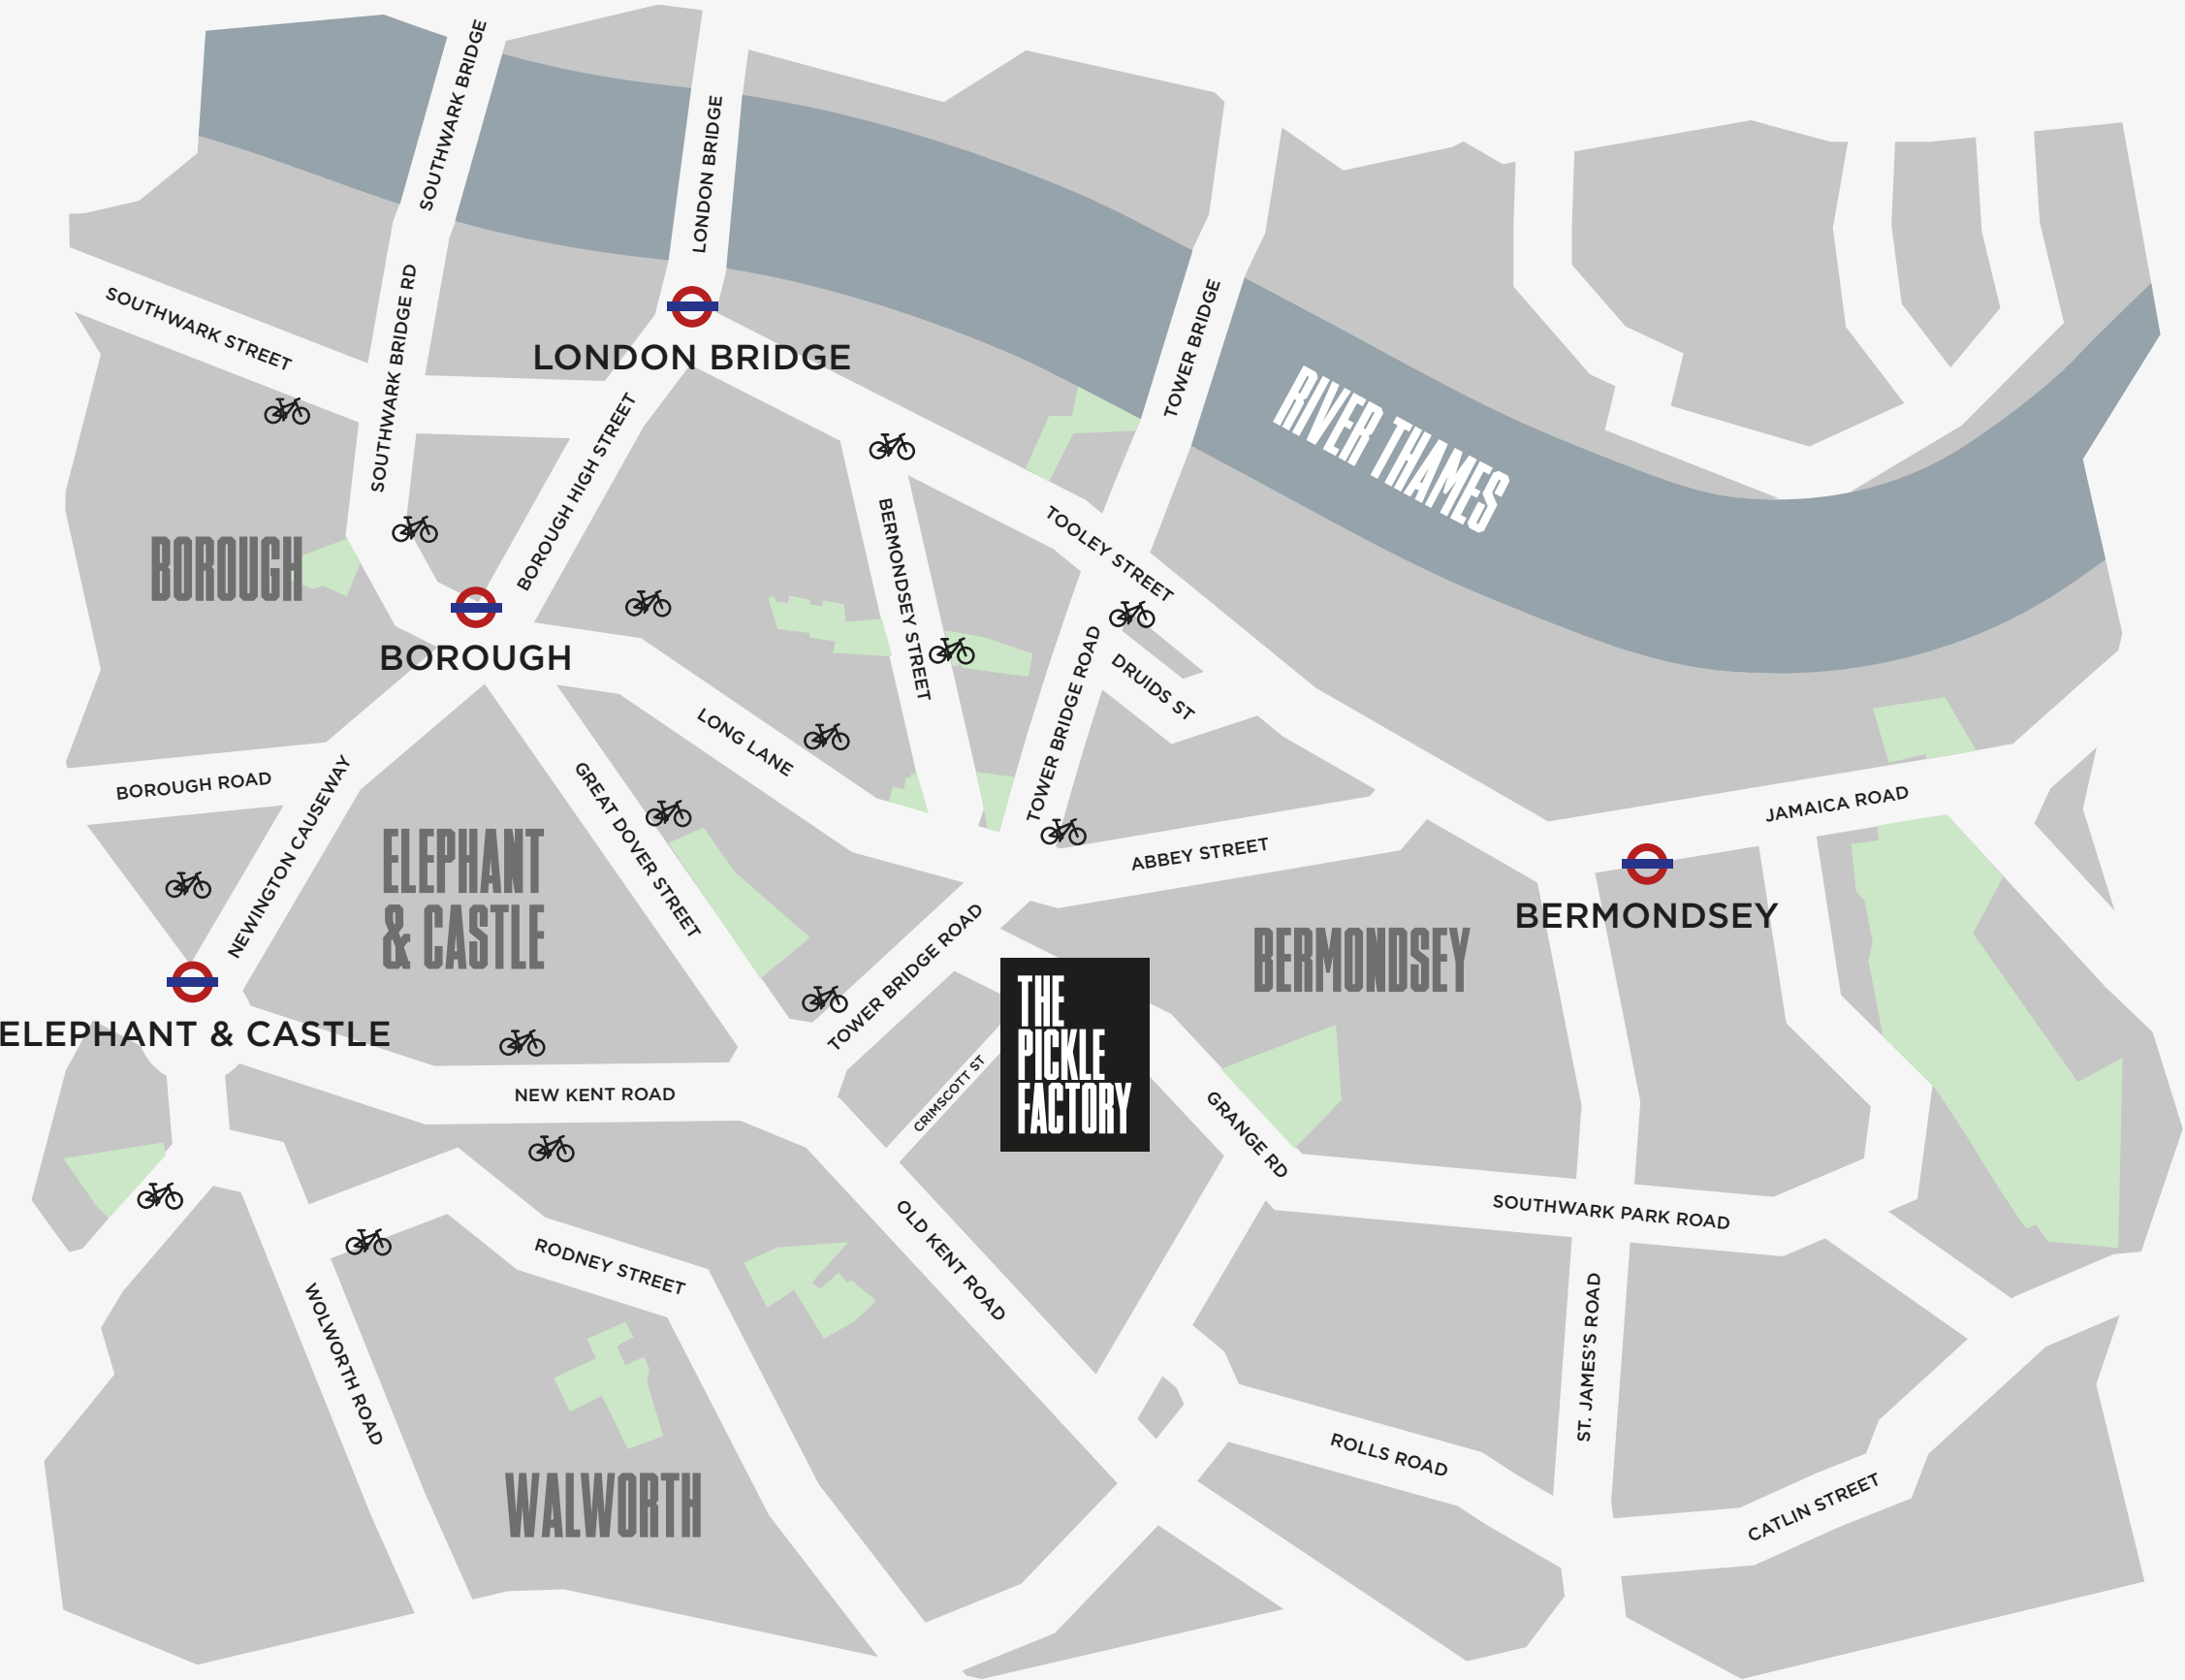 SOUTHWARK BRIDGE
LONDON BRIDGE
SOUTHWARK STREET
SOUTHWARK BRIDGE RD
LONDON BRIDGE
TOWER BRIDGE
RIVER THAMES
BOROUGH HIGH STREET
BERMONDSEY STREET
TOOLEY STREET
BOROUGH
BOROUGH
TOWER BRIDGE ROAD
DRUIDS ST
LONG LANE
BOROUGH ROAD
NEWINGTON CAUSEWAY
GREAT DOVER STREET
ABBEY STREET
JAMAICA ROAD
ELEPHANT
& CASTLE
BERMONDSEY
BERMONDSEY
TOWER BRIDGE ROAD
ELEPHANT & CASTLE
THE
PICKLE
FACTORY
CRIMSCOTT ST
NEW KENT ROAD
GRANGE RD
SOUTHWARK PARK ROAD
OLD KENT ROAD
RODNEY STREET
WOLWORTH ROAD
ST. JAMES'S ROAD
ROLLS ROAD
CATLIN STREET
WALWORTH